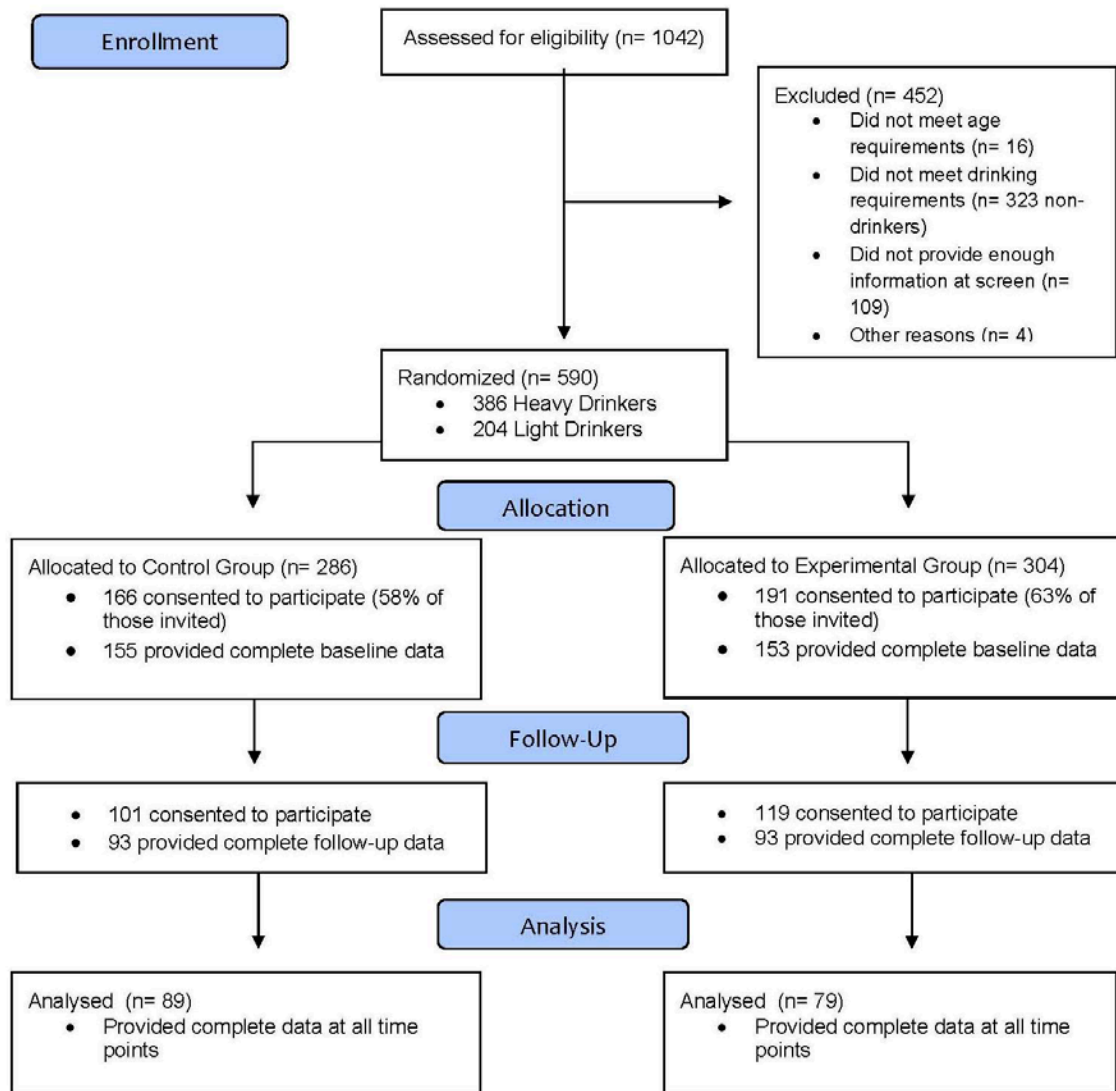 Enrollment
Assessed for eligibility (n= 1042)
Excluded (n= 452)
• Did not meet age
requirements (n= 16)
• Did not meet drinking
requirements (n= 323 non-
drinkers)
• Did not provide enough
information at screen (n=
109)
• Other reasons (n= 4)
Randomized (n= 590)
• 386 Heavy Drinkers
• 204 Light Drinkers
Allocation
Allocated to Control Group (n= 286)
• 166 consented to participate (58% of
those invited)
• 155 provided complete baseline data
Allocated to Experimental Group (n= 304)
• 191 consented to participate (63% of
those invited)
• 153 provided complete baseline data
Follow-Up
• 101 consented to participate
• 93 provided complete follow-up data
• 119 consented to participate
• 93 provided complete follow-up data
Analysis
Analysed (n= 89)
• Provided complete data at all time
points
Analysed (n= 79)
• Provided complete data at all time
points